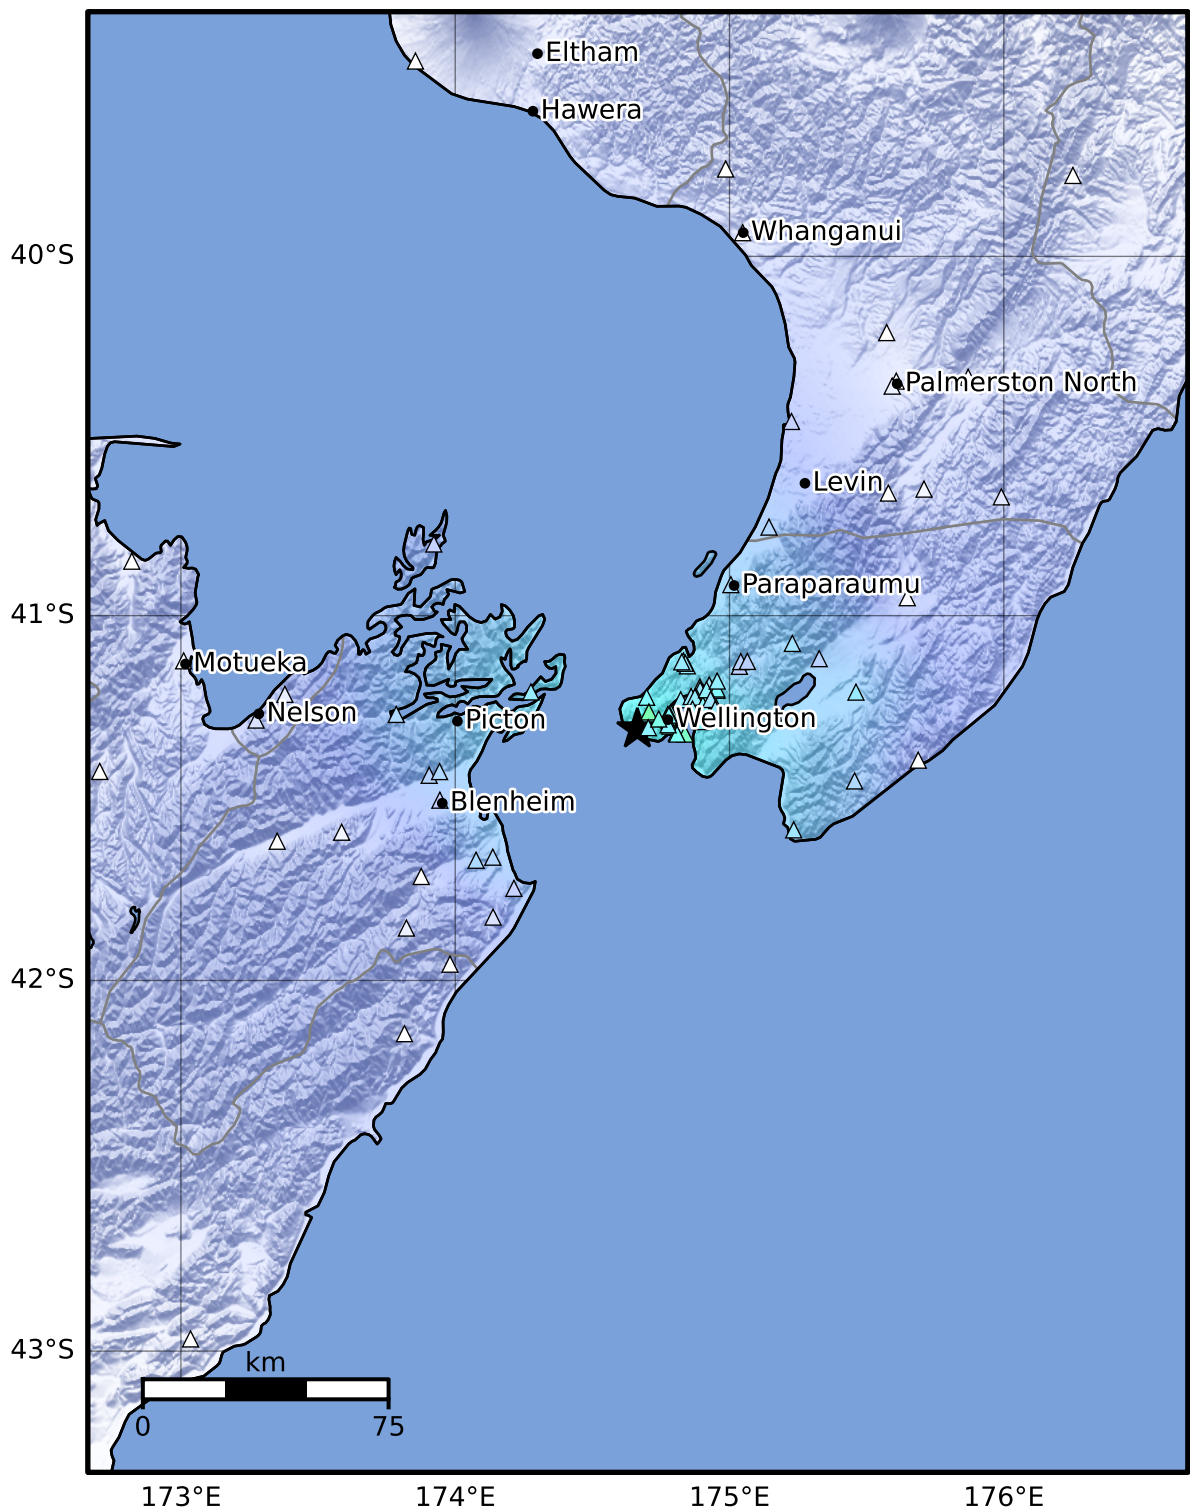 Eltham
Hawera
Whanganui
40°S
Palmerston North
Levin
Paraparaumu
41°S
Motueka
Nelson
Picton
Wellington
Blenheim
42°S
43°S
km
0 75
173°E 174°E 175°E 176°E